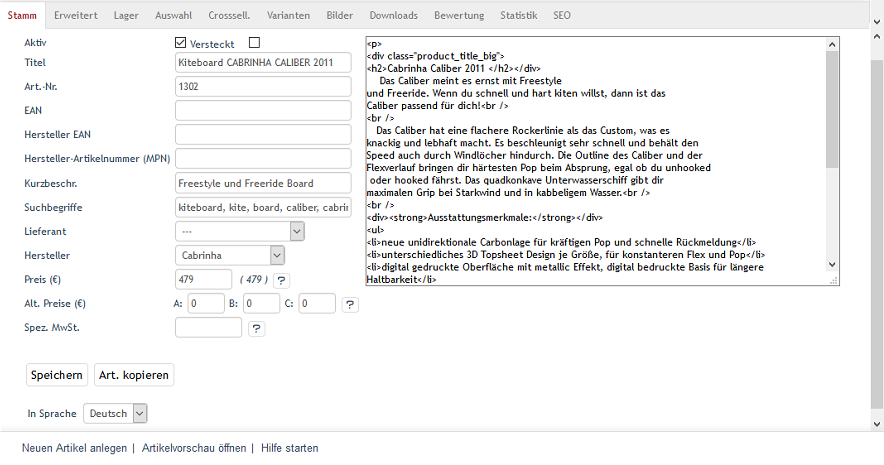 Stamm Erweitert Lager Auswahl Crosssell. Varianten Bilder Downloads Bewertung Statistik SEO
Aktiv Versteckt
Titel Kiteboard CABRINHA CALIBER 2011
Art.-Nr. 1302
EAN
Hersteller EAN
Hersteller-Artikelnummer (MPN)
Kurzbeschr. Freestyle und Freeride Board
Suchbegriffe kiteboard, kite, board, caliber, cabrin
Lieferant ---
Hersteller Cabrinha
Preis (€) 479 ( 479 ) ?
Alt. Preise (€) A: 0 B: 0 C: 0 ?
Spez. MwSt. ?
<p>
<div class="product_title_big">
<h2>Cabrinha Caliber 2011 </h2></div>
Das Caliber meint es ernst mit Freestyle
und Freeride. Wenn du schnell und hart kiten willst, dann ist das
Caliber passend für dich!<br />
<br />
Das Caliber hat eine flachere Rockerlinie als das Custom, was es
knackig und lebhaft macht. Es beschleunigt sehr schnell und behält den
Speed auch durch Windlöcher hindurch. Die Outline des Caliber und der
Flexverlauf bringen dir härtesten Pop beim Absprung, egal ob du unhooked
oder hooked fährst. Das quadkonkave Unterwasserschiff gibt dir
maximalen Grip bei Starkwind und in kabbeligem Wasser.<br />
<br />
<div><strong>Ausstattungsmerkmale:</strong></div>
<ul>
<li>neue unidirektionale Carbonlage für kräftigen Pop und schnelle Rückmeldung</li>
<li>unterschiedliches 3D Topsheet Design je Größe, für konstanteren Flex und Pop</li>
<li>digital gedruckte Oberfläche mit metallic Effekt, digital bedruckte Basis für längere
Haltbarkeit</li>
Speichern Art. kopieren
In Sprache Deutsch
Neuen Artikel anlegen | Artikelvorschau öffnen | Hilfe starten